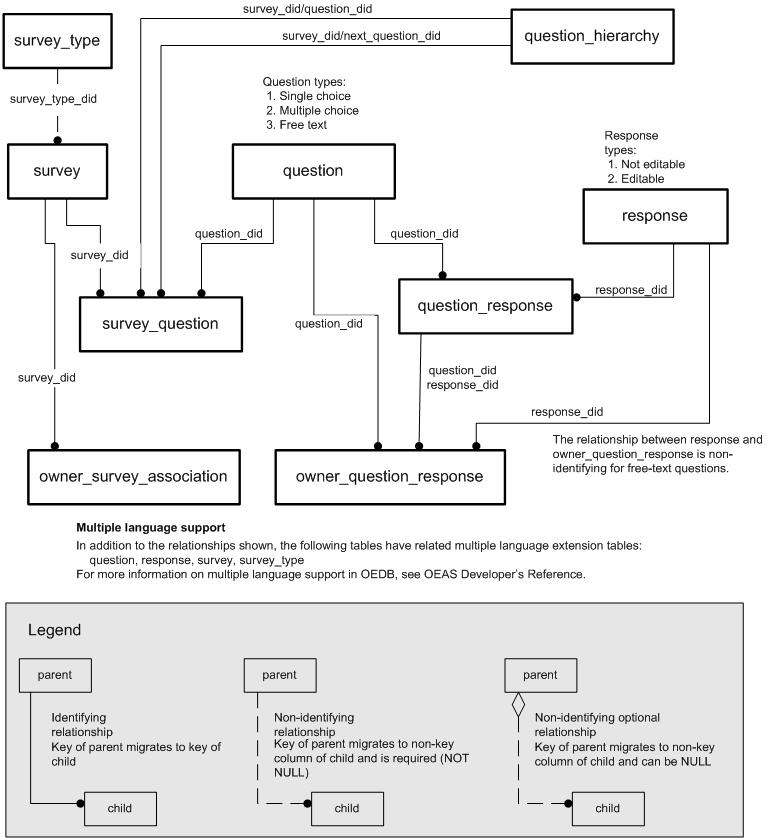 survey_did/question_did
survey_type
question_hierarchy
survey_did/next_question_did
survey_type_did
Question types:
1. Single choice
2. Multiple choice
3. Free text
Response
types:
1. Not editable
2. Editable
survey
question
response
question_did
question_did
survey_did
response_did
question_response
survey_question
question_did
question_did
response_did
survey_did
response_did
The relationship between response and
owner_question_response is non-
identifying for free-text questions.
owner_survey_association
owner_question_response
Multiple language support
In addition to the relationships shown, the following tables have related multiple language extension tables:
question, response, survey, survey_type
For more information on multiple language support in OEDB, see OEAS Developer's Reference.
Legend
parent
Identifying
relationship
Key of parent migrates to key of
child
child
parent
Non-identifying
relationship
Key of parent migrates to non-key
column of child and is required (NOT
NULL)
child
parent
Non-identifying optional
relationship
Key of parent migrates to non-key
column of child and can be NULL
child